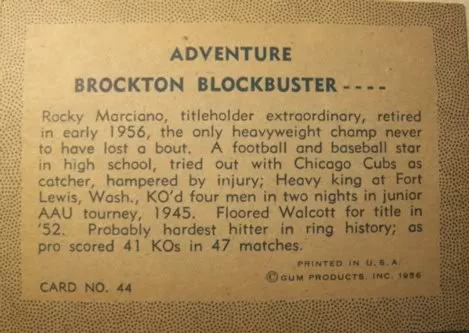 ADVENTURE
BROCKTON BLOCKBUSTER ----
Rocky Marciano, titleholder extraordinary, retired
in early 1956, the only heavyweight champ never
to have lost a bout. A football and baseball star
in high school, tried out with Chicago Cubs as
catcher, hampered by injury; Heavy king at Fort
Lewis, Wash., KO'd four men in two nights in junior
AAU tourney, 1945. Floored Walcott for title in
'52. Probably hardest hitter in ring history; as
pro scored 41 KOs in 47 matches.
PRINTED IN U.S.A.
©GUM PRODUCTS, INC. 1956
CARD NO. 44